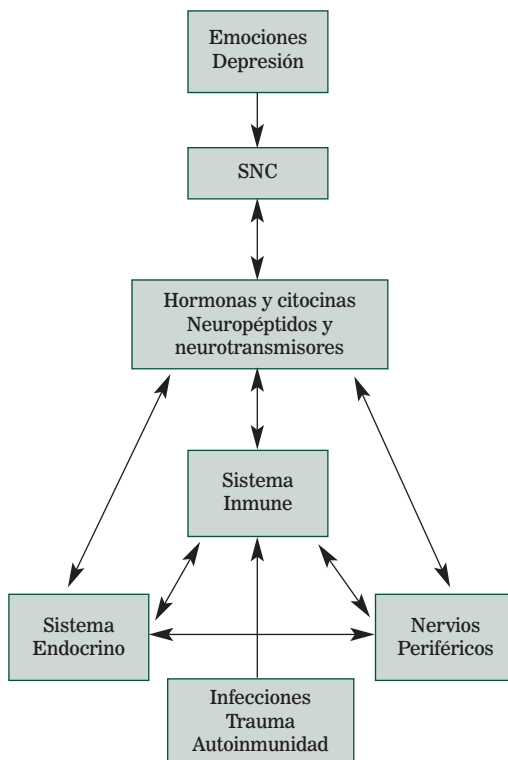 Emociones
Depresión
SNC
Hormonas y citocinas
Neuropéptidos y
neurotransmisores
Sistema
Inmune
Sistema
Endocrino
Nervios
Periféricos
Infecciones
Trauma
Autoinmunidad